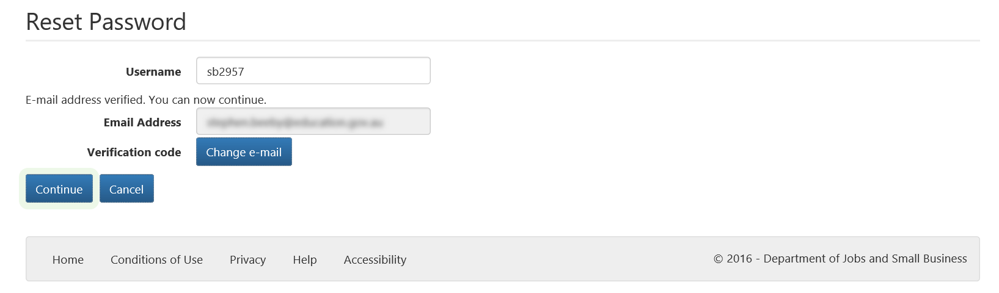 Reset Password
Username sb2957
E-mail address verified. You can now continue.
Email Address
Verification code Change e-mail
Continue Cancel
Home Conditions of Use Privacy Help Accessibility © 2016 - Department of Jobs and Small Business